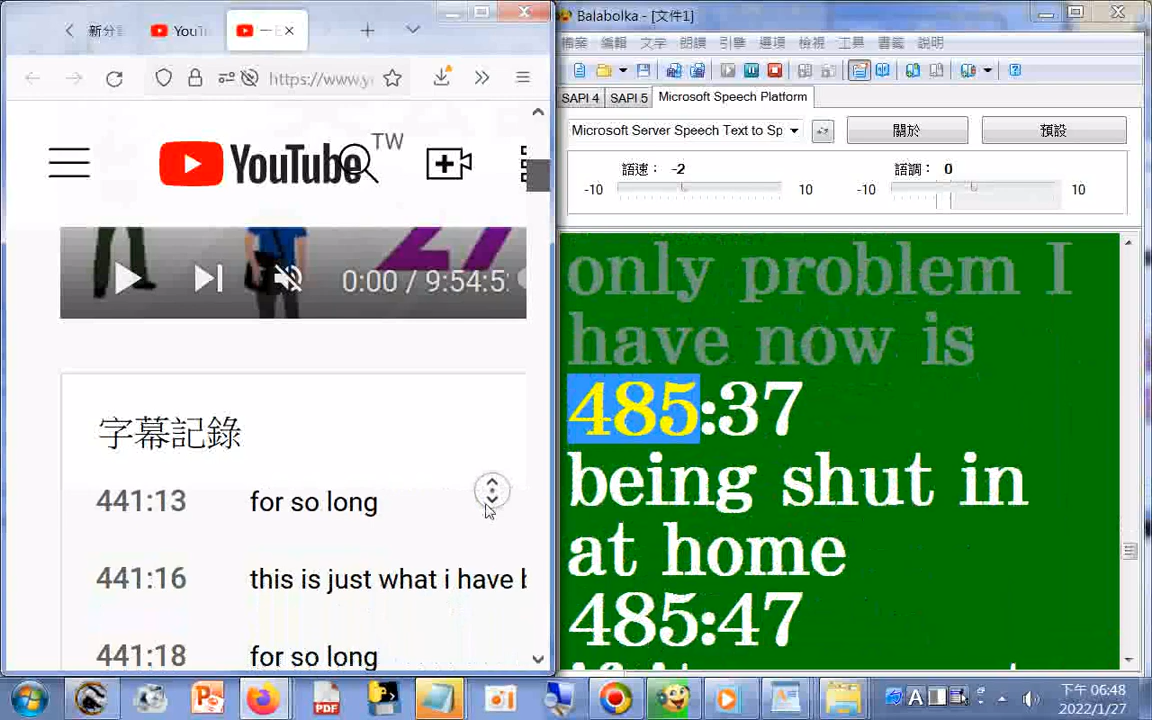 新分
YouT
一 E
https://www.y
YouTube
TW
27
0:00 / 9:54:5
字幕記錄
441:13 for so long
441:16 this is just what i have b
441:18 for so long
Balabolka - [文件1]
檔案 編輯 文字 朗讀 引擎 選項 檢視 工具 書籤 說明
SAPI 4 SAPI 5 Microsoft Speech Platform
Microsoft Server Speech Text to Sp
關於 預設
語速: -2 語調: 0
-10 10 -10 10
only problem I
have now is
485:37
being shut in
at home
485:47
PDF
A
下午 06:48
2022/1/27